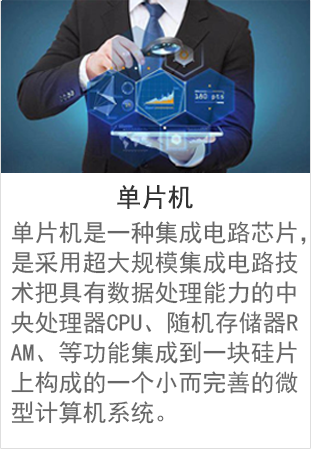 180 pts
单片机
单片机是一种集成电路芯片，
是采用超大规模集成电路技
术把具有数据处理能力的中
央处理器CPU、随机存储器R
AM、等功能集成到一块硅片
上构成的一个小而完善的微
型计算机系统。